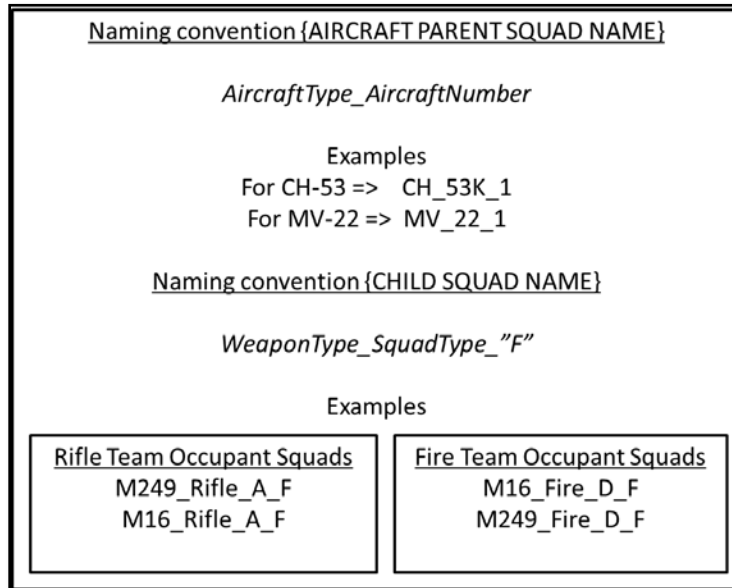 Naming convention {AIRCRAFT PARENT SQUAD NAME}
AircraftType_AircraftNumber
Examples
For CH-53 => CH_53K_1
For MV-22 => MV_22_1
Naming convention {CHILD SQUAD NAME}
WeaponType_SquadType_”F”
Examples
Rifle Team Occupant Squads
M249_Rifle_A_F
M16_Rifle_A_F
Fire Team Occupant Squads
M16_Fire_D_F
M249_Fire_D_F